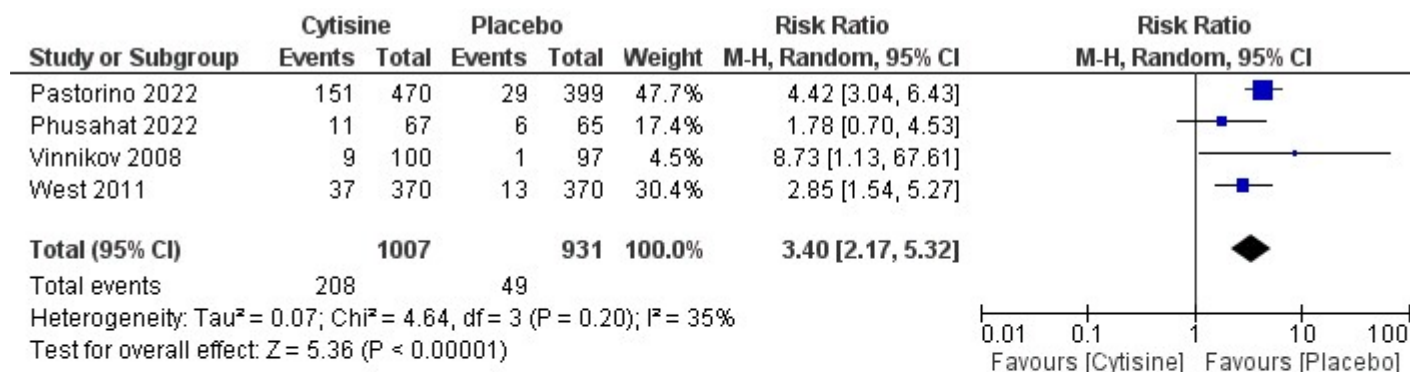 Cytisine Placebo Risk Ratio Risk Ratio
Study or Subgroup Events Total Events Total Weight M-H, Random, 95% CI M-H, Random, 95% CI
Pastorino 2022 151 470 29 399 47.7% 4.42 [3.04, 6.43]
Phusahat 2022 11 67 6 65 17.4% 1.78 [0.70, 4.53]
Vinnikov 2008 9 100 1 97 4.5% 8.73 [1.13, 67.61]
West 2011 37 370 13 370 30.4% 2.85 [1.54, 5.27]
Total (95% CI) 1007 931 100.0% 3.40 [2.17, 5.32]
Total events 208 49
Heterogeneity: Tau² = 0.07; Chi² = 4.64, df = 3 (P = 0.20); I² = 35%
Test for overall effect: Z = 5.36 (P < 0.00001)
0.01 0.1 1 10 100
Favours [Cytisine] Favours [Placebo]